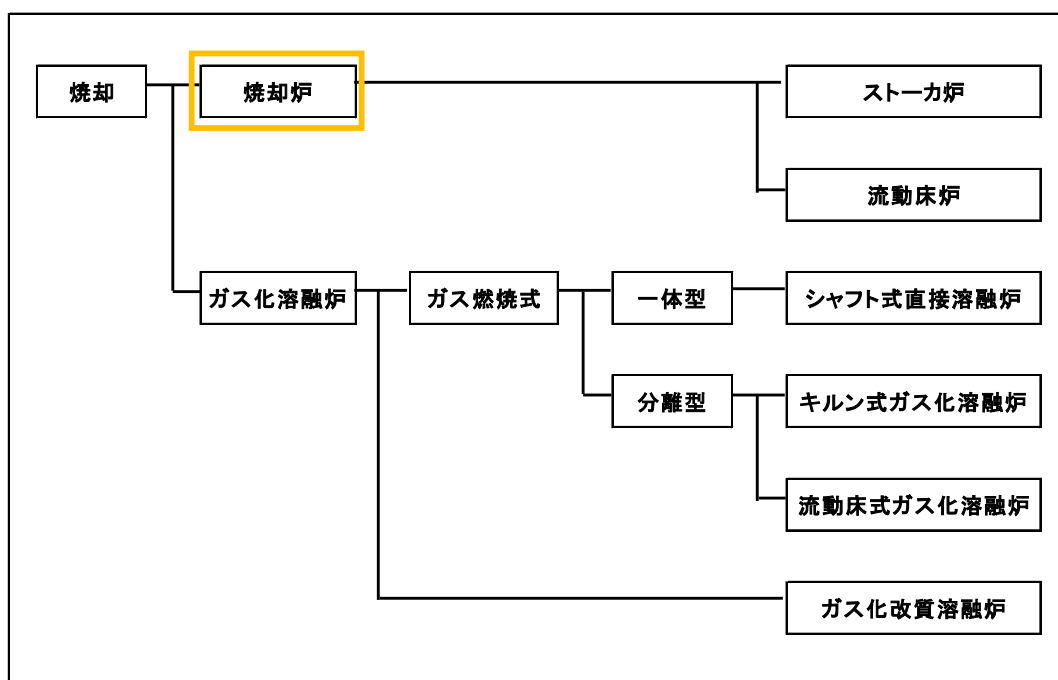 焼却
焼却炉
ストーカ炉
流動床炉
ガス化溶融炉
ガス燃焼式
一体型
シャフト式直接溶融炉
分離型
キルン式ガス化溶融炉
流動床式ガス化溶融炉
ガス化改質溶融炉